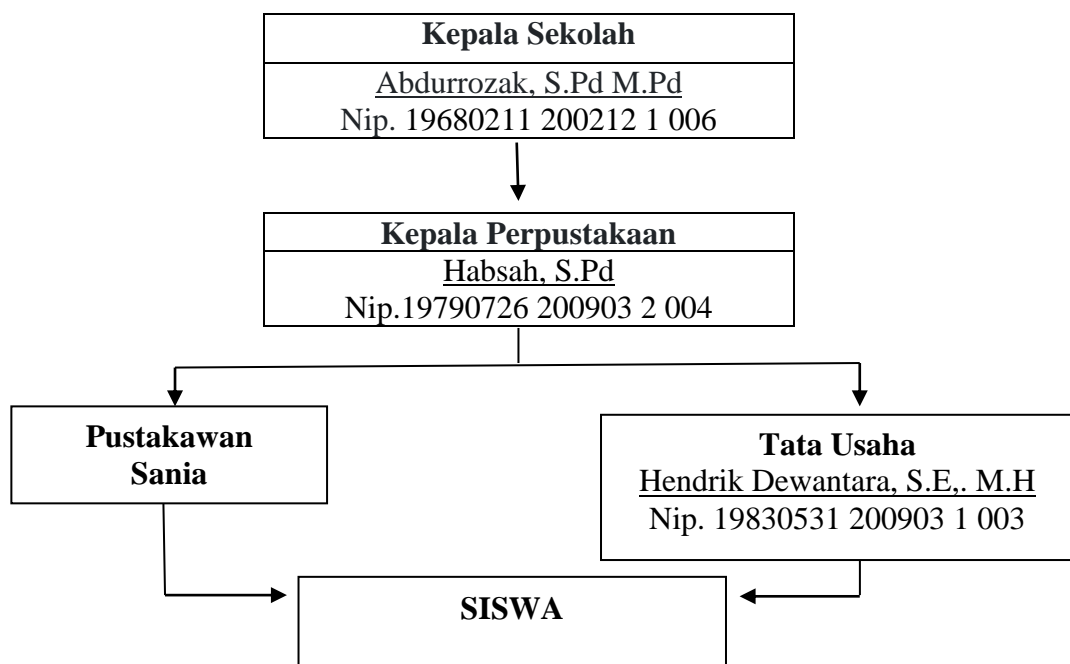 Kepala Sekolah
Abdurrozak, S.Pd M.Pd
Nip. 19680211 200212 1 006
Kepala Perpustakaan
Habsah, S.Pd
Nip.19790726 200903 2 004
Pustakawan
Sania
Tata Usaha
Hendrik Dewantara, S.E,. M.H
Nip. 19830531 200903 1 003
SISWA